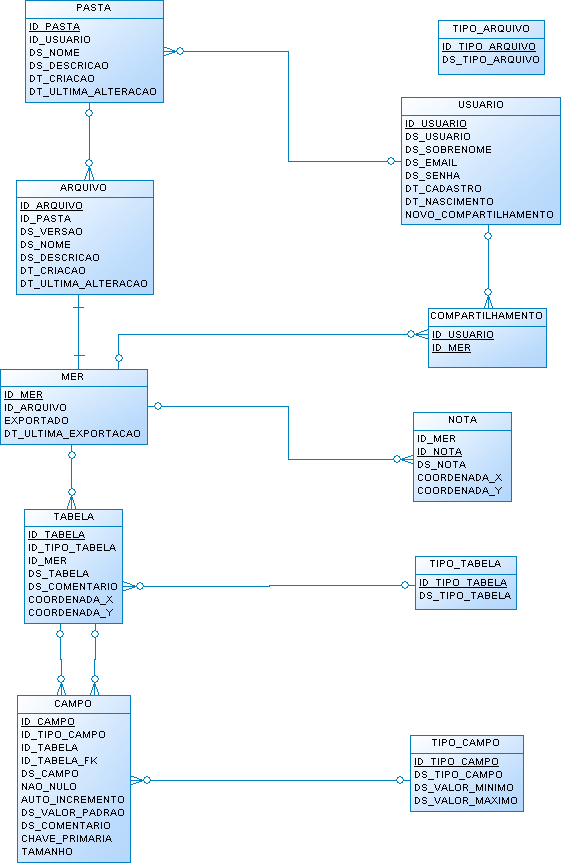 PASTA
ID_PASTA
ID_USUARIO
DS_NOME
DS_DESCRICAO
DT_CRIACAO
DT_ULTIMA_ALTERACAO
TIPO_ARQUIVO
ID_TIPO_ARQUIVO
DS_TIPO_ARQUIVO
USUARIO
ID_USUARIO
DS_USUARIO
DS_SOBRENOME
DS_EMAIL
DS_SENHA
DT_CADASTRO
DT_NASCIMENTO
NOVO_COMPARTILHAMENTO
ARQUIVO
ID_ARQUIVO
ID_PASTA
DS_VERSAO
DS_NOME
DS_DESCRICAO
DT_CRIACAO
DT_ULTIMA_ALTERACAO
COMPARTILHAMENTO
ID_USUARIO
ID_MER
MER
ID_MER
ID_ARQUIVO
EXPORTADO
DT_ULTIMA_EXPORTACAO
NOTA
ID_MER
ID_NOTA
DS_NOTA
COORDENADA_X
COORDENADA_Y
TABELA
ID_TABELA
ID_TIPO_TABELA
ID_MER
DS_TABELA
DS_COMENTARIO
COORDENADA_X
COORDENADA_Y
TIPO_TABELA
ID_TIPO_TABELA
DS_TIPO_TABELA
CAMPO
ID_CAMPO
ID_TIPO_CAMPO
ID_TABELA
ID_TABELA_FK
DS_CAMPO
NAO_NULO
AUTO_INCREMENTO
DS_VALOR_PADRAO
DS_COMENTARIO
CHAVE_PRIMARIA
TAMANHO
TIPO_CAMPO
ID_TIPO_CAMPO
DS_TIPO_CAMPO
DS_VALOR_MINIMO
DS_VALOR_MAXIMO